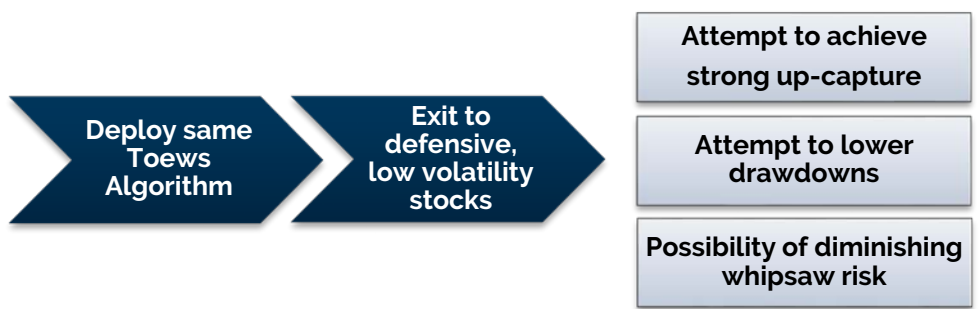 Deploy same
Toews
Algorithm
Exit to
defensive,
low volatility
stocks
Attempt to achieve
strong up-capture
Attempt to lower
drawdowns
Possibility of diminishing
whipsaw risk